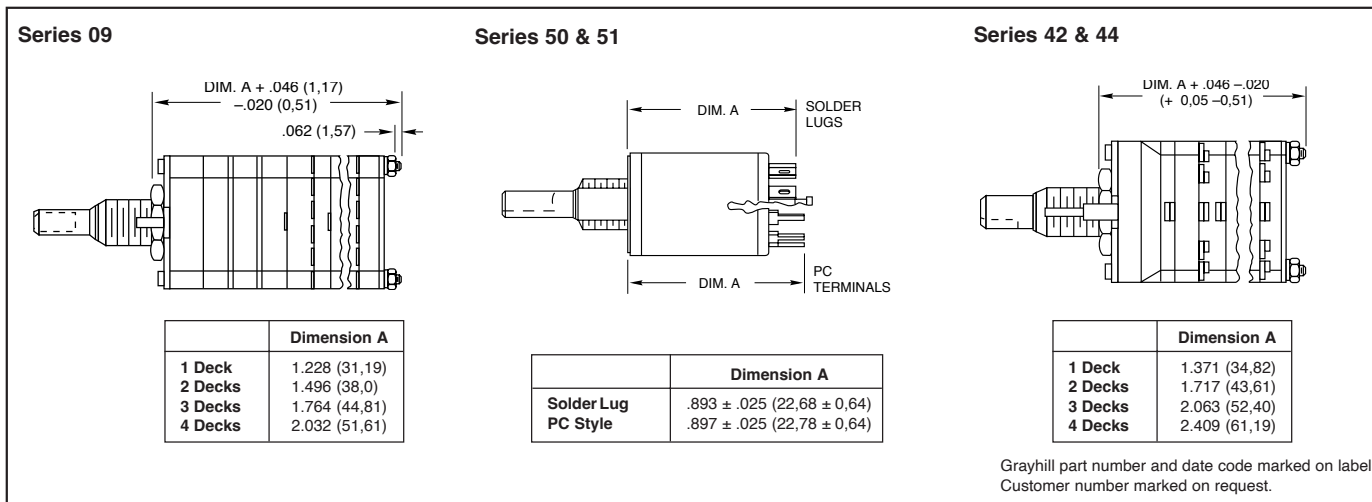 Series 09
DIM. A + .046 (1,17)
–.020 (0,51)
.062 (1,57)
Dimension A
1 Deck 1.228 (31,19)
2 Decks 1.496 (38,0)
3 Decks 1.764 (44,81)
4 Decks 2.032 (51,61)
Series 50 & 51
DIM. A
SOLDER
LUGS
DIM. A
PC
TERMINALS
Dimension A
Solder Lug .893 ± .025 (22,68 ± 0,64)
PC Style .897 ± .025 (22,78 ± 0,64)
Series 42 & 44
DIM. A + .046 –.020
(+ 0,05 –0,51)
Dimension A
1 Deck 1.371 (34,82)
2 Decks 1.717 (43,61)
3 Decks 2.063 (52,40)
4 Decks 2.409 (61,19)
Grayhill part number and date code marked on label
Customer number marked on request.